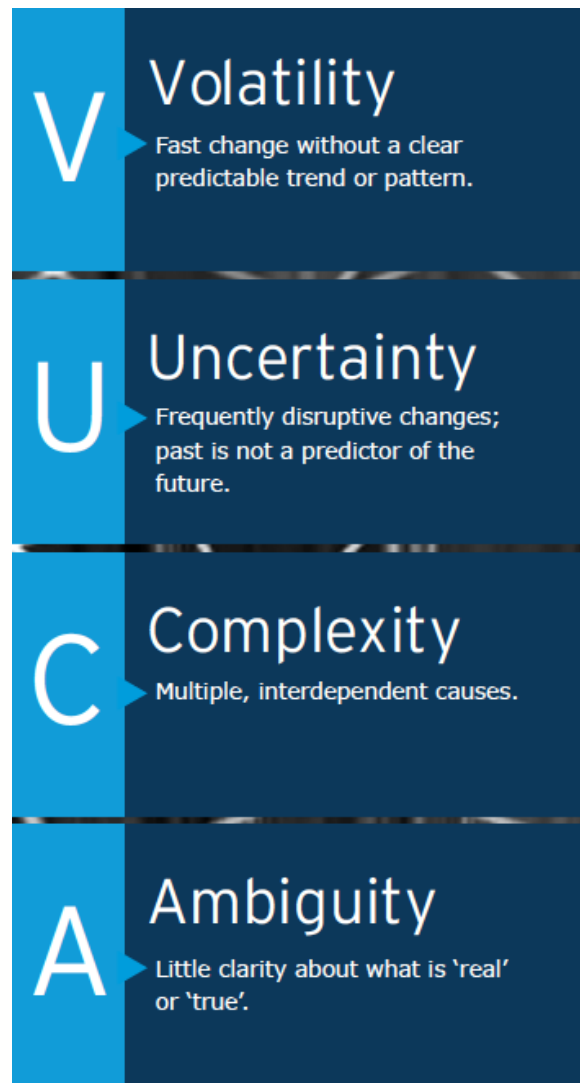 V
Volatility
Fast change without a clear
predictable trend or pattern.
U
Uncertainty
Frequently disruptive changes;
past is not a predictor of the
future.
C
Complexity
Multiple, interdependent causes.
A
Ambiguity
Little clarity about what is ‘real’
or ‘true’.